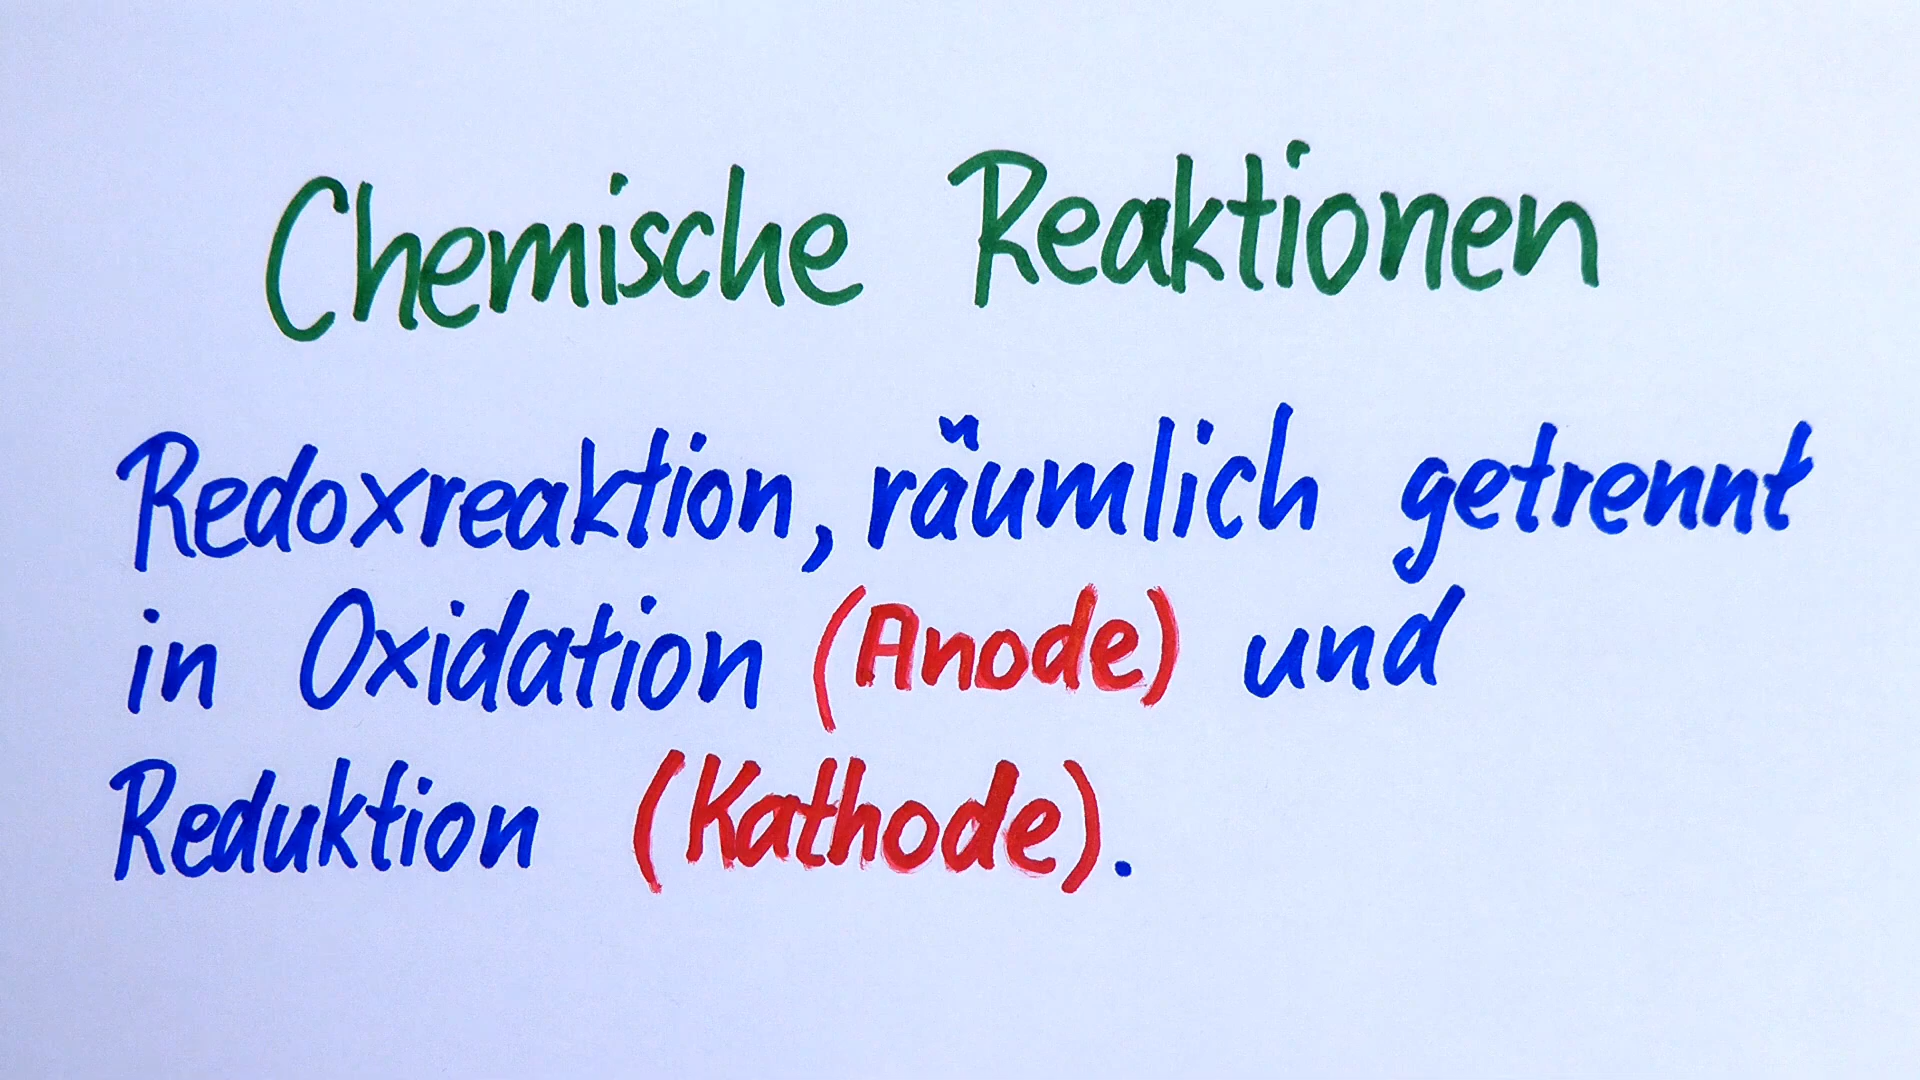 Chemische Reaktionen
Redoxreaktion, räumlich getrennt
in Oxidation (Anode) und
Reduktion (Kathode).